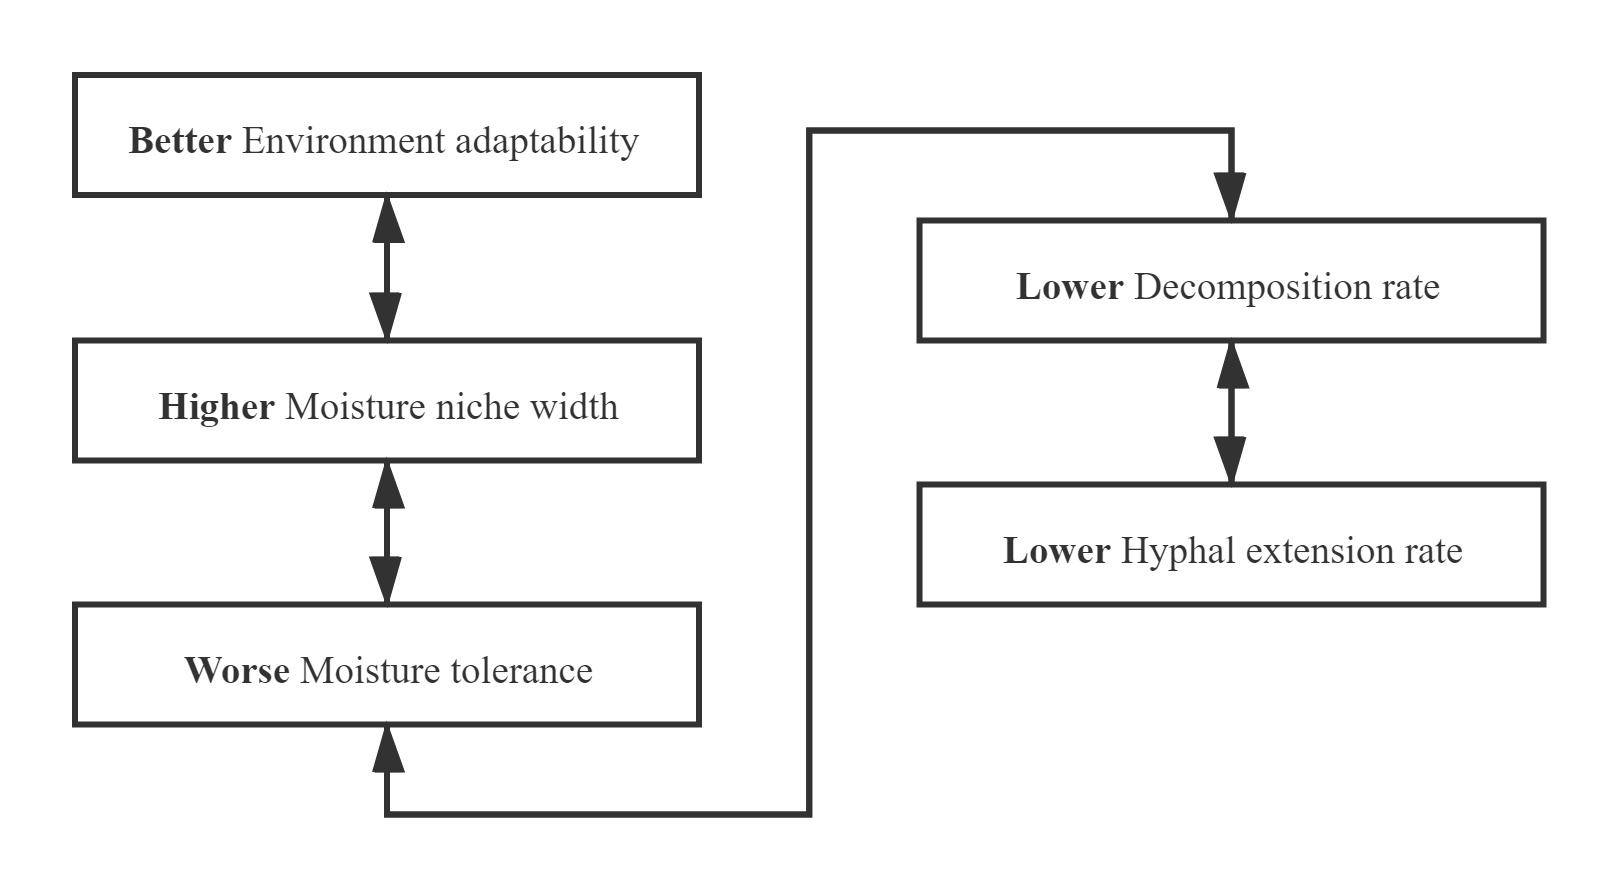 Better Environment adaptability
Higher Moisture niche width
Worse Moisture tolerance
Lower Decomposition rate
Lower Hyphal extension rate